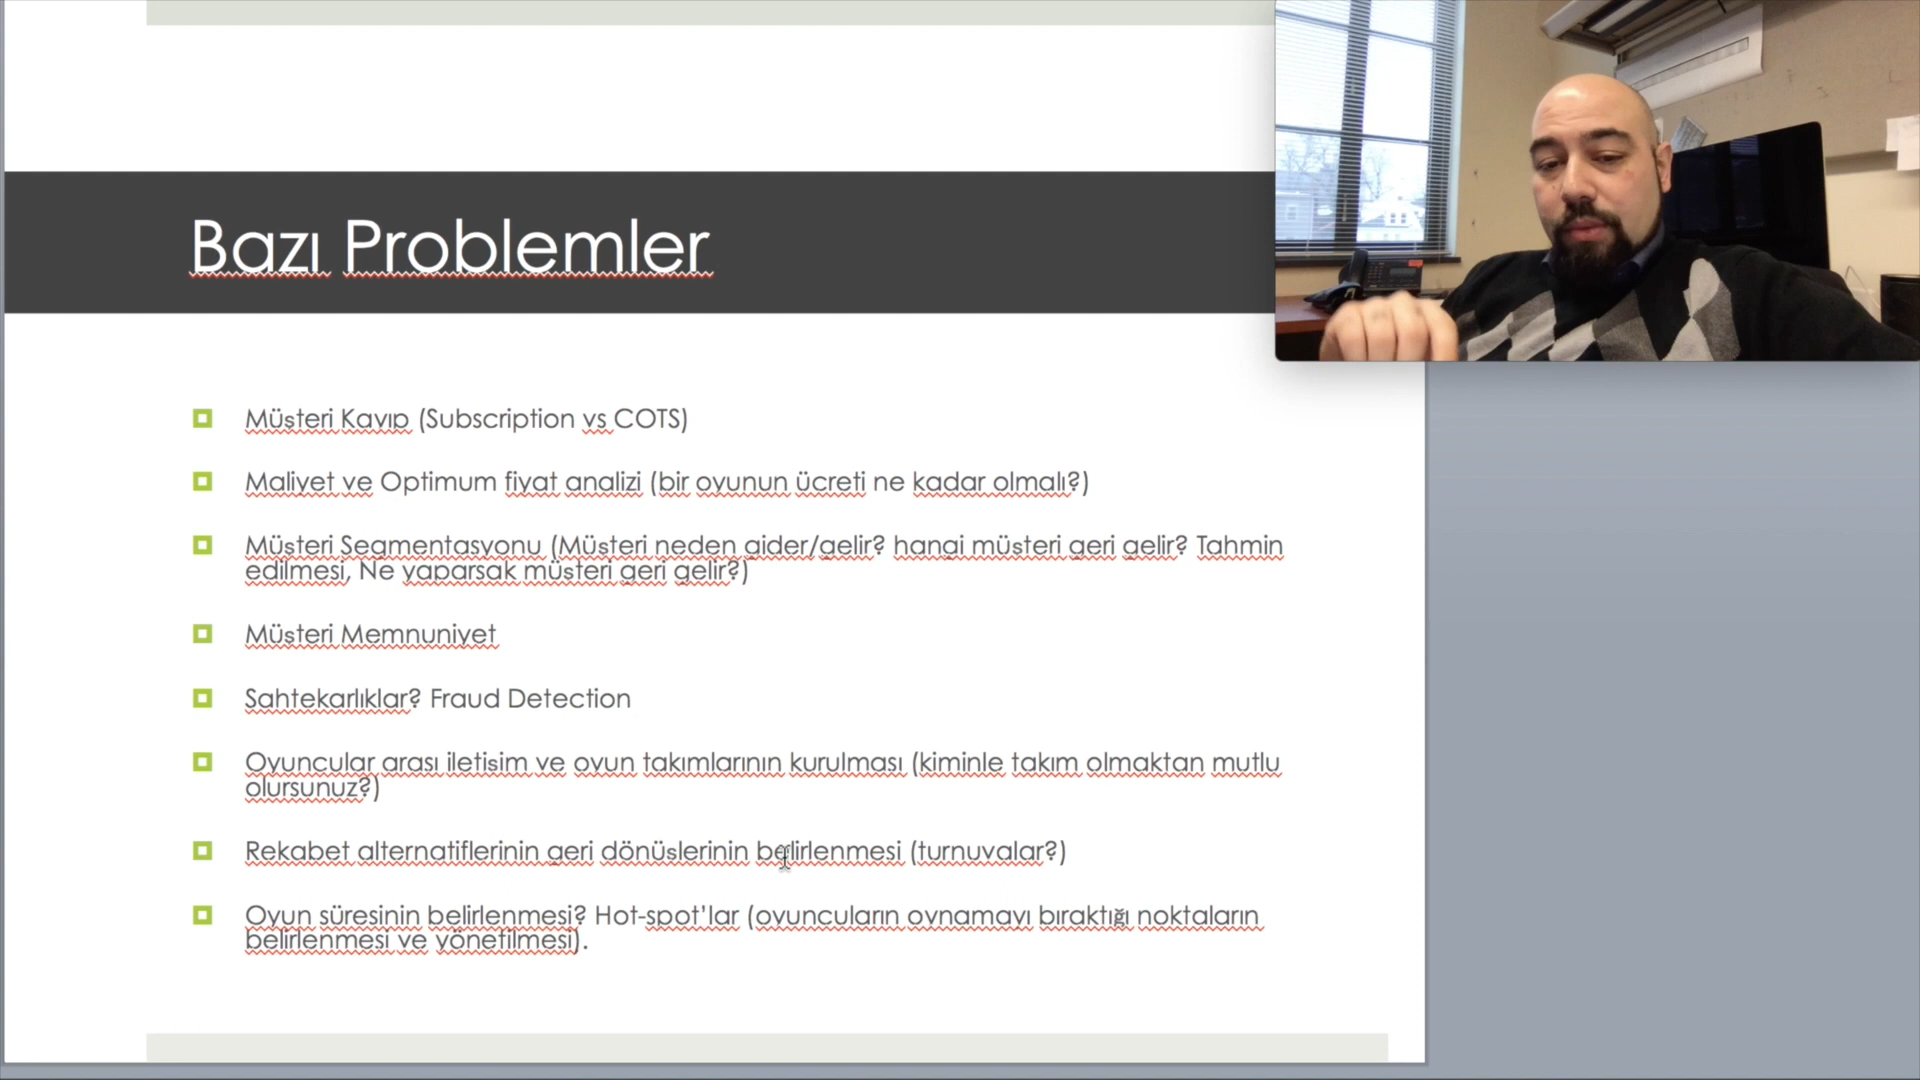 Bazı Problemler
Müşteri Kayıp (Subscription vs COTS)
Maliyet ve Optimum fiyat analizi (bir oyunun ücreti ne kadar olmalı?)
Müşteri Segmentasyonu (Müşteri neden gider/gelir? hangi müşteri geri gelir? Tahmin
edilmesi, Ne yaparsak müşteri geri gelir?)
Müşteri Memnuniyet
Sahtekarlıklar? Fraud Detection
Oyuncular arası iletişim ve oyun takımlarının kurulması (kiminle takım olmaktan mutlu
olursunuz?)
Rekabet alternatiflerinin geri dönüşlerinin belirlenmesi (turnuvalar?)
Oyun süresinin belirlenmesi? Hot-spot’lar (oyuncuların oynamayı bıraktığı noktaların
belirlenmesi ve yönetilmesi).